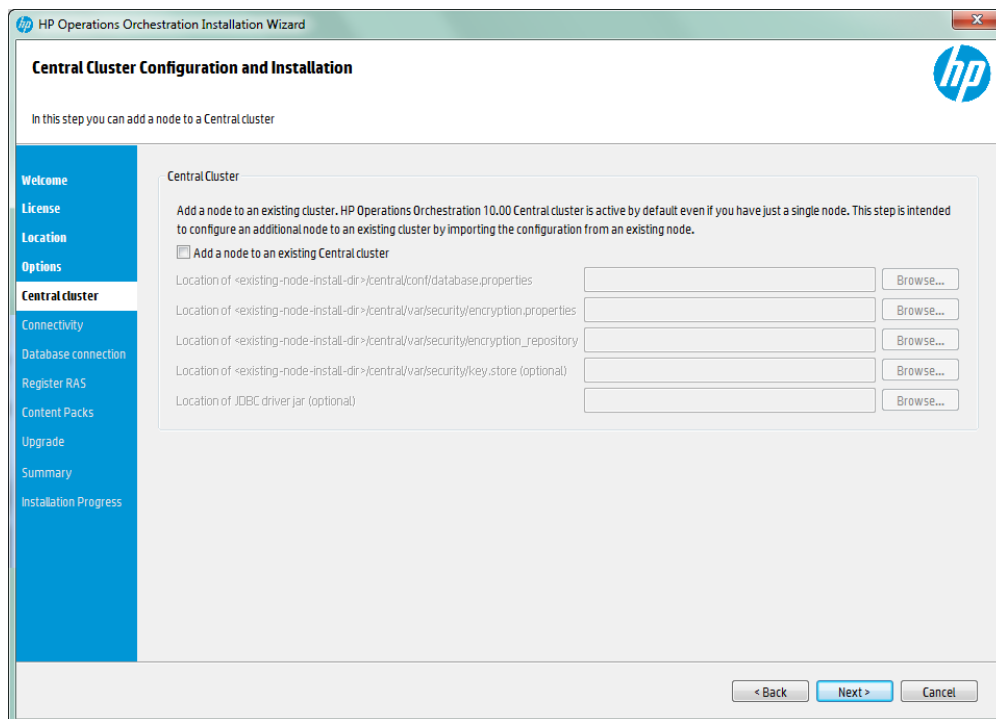 HP Operations Orchestration Installation Wizard
Central Cluster Configuration and Installation
hp
In this step you can add a node to a Central cluster
Welcome
License
Location
Options
Central cluster
Connectivity
Database connection
Register RAS
Content Packs
Upgrade
Summary
Installation Progress
Central Cluster
Add a node to an existing cluster. HP Operations Orchestration 10.00 Central cluster is active by default even if you have just a single node. This step is intended
to configure an additional node to an existing cluster by importing the configuration from an existing node.
Add a node to an existing Central cluster
Location of <existing-node-install-dir>/central/conf/database.properties Browse...
Location of <existing-node-install-dir>/central/var/security/encryption.properties Browse...
Location of <existing-node-install-dir>/central/var/security/encryption_repository Browse...
Location of <existing-node-install-dir>/central/var/security/key.store (optional) Browse...
Location of JDBC driver jar (optional) Browse...
< Back Next > Cancel